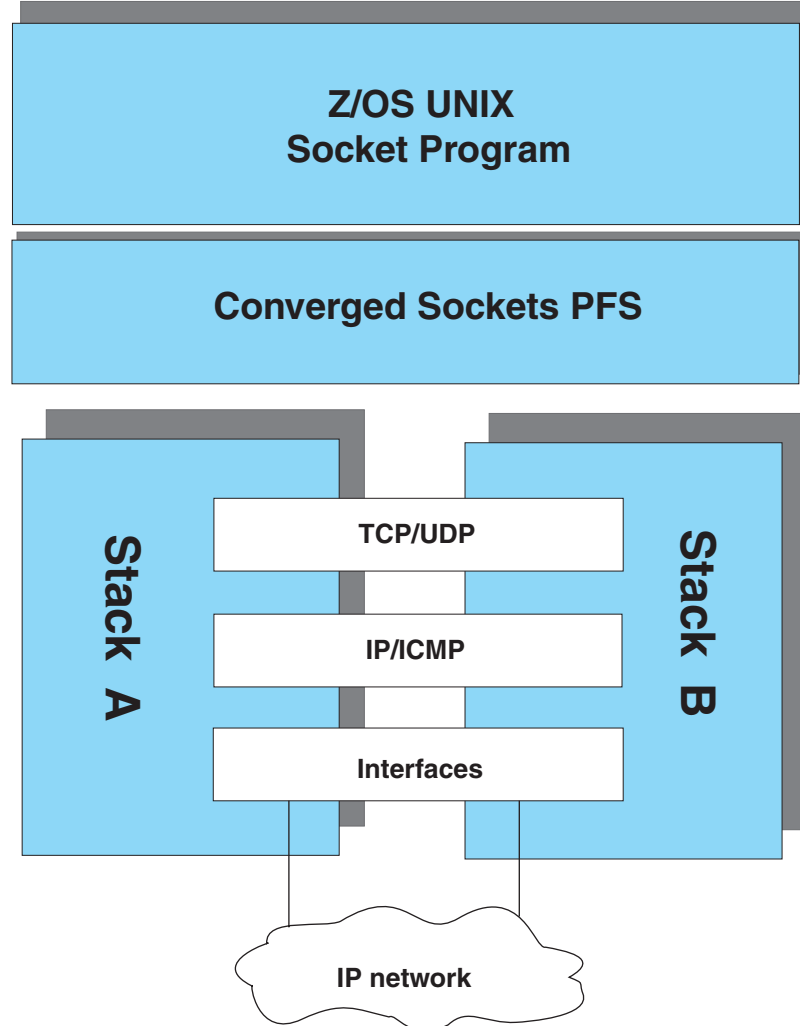 Z/OS UNIX
Socket Program
Converged Sockets PFS
Stack A
TCP/UDP
IP/ICMP
Interfaces
Stack B
IP network